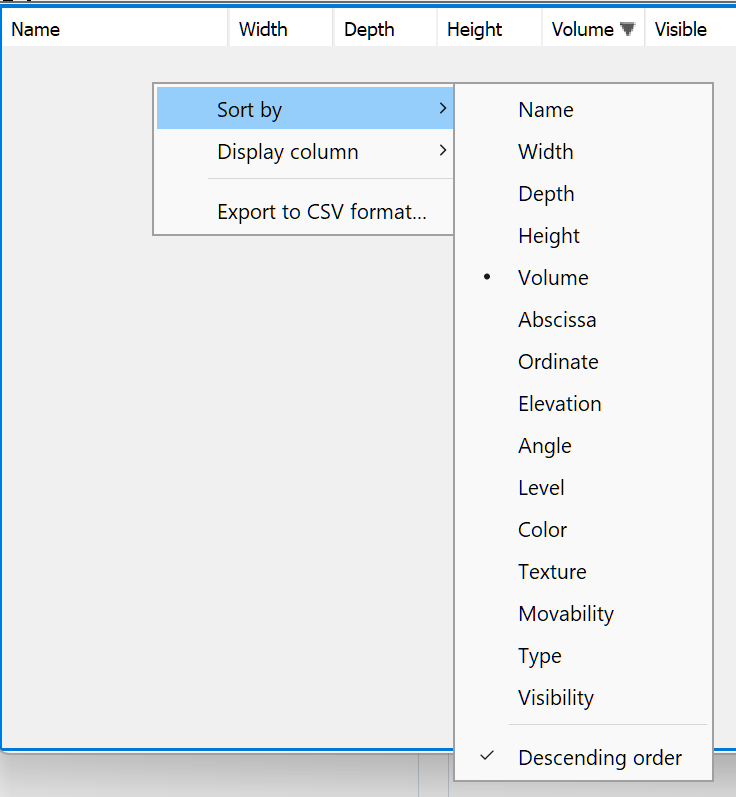 Name Width Depth Height Volume Visible
Sort by
Display column
Export to CSV format...
Name
Width
Depth
Height
Volume
Abscissa
Ordinate
Elevation
Angle
Level
Color
Texture
Movability
Type
Visibility
Descending order